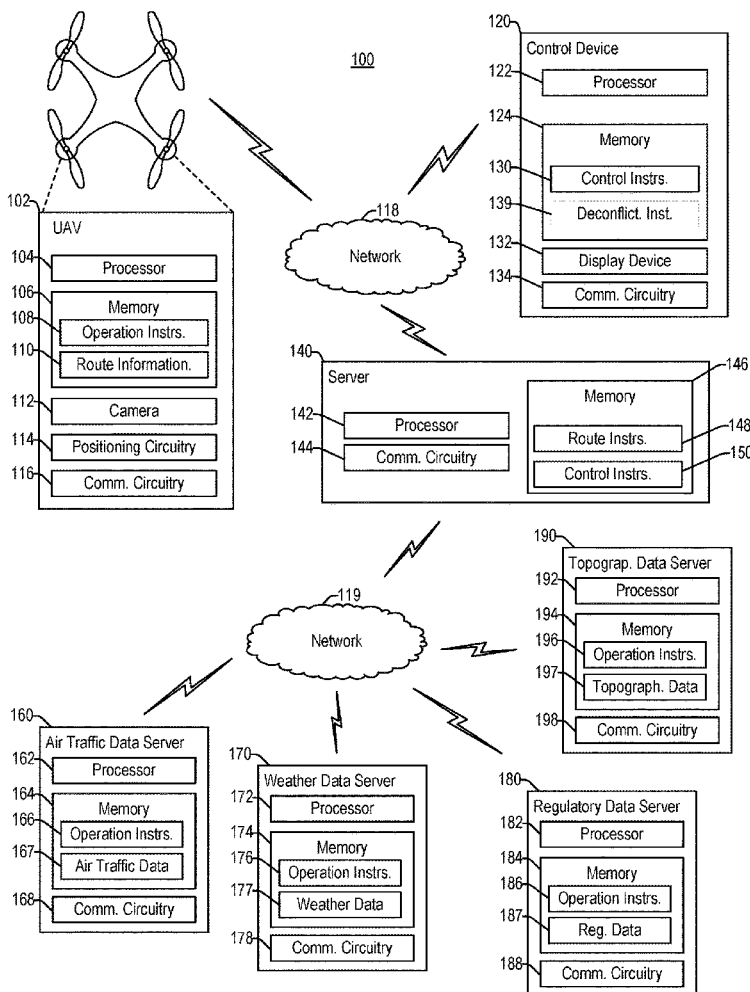 100
120
Control Device
122
Processor
124
Memory
130
Control Instrs.
139
Deconflict. Inst.
132
Display Device
134
Comm. Circuitry
118
Network
102
UAV
104
Processor
106
Memory
108
Operation Instrs.
110
Route Information.
112
Camera
114
Positioning Circuitry
116
Comm. Circuitry
140
Server
142
Processor
144
Comm. Circuitry
146
Memory
Route Instrs.
148
Control Instrs.
150
119
Network
190
Topograp. Data Server
192
Processor
194
Memory
196
Operation Instrs.
197
Topograph. Data
198
Comm. Circuitry
160
Air Traffic Data Server
162
Processor
164
Memory
166
Operation Instrs.
167
Air Traffic Data
168
Comm. Circuitry
170
Weather Data Server
172
Processor
174
Memory
176
Operation Instrs.
177
Weather Data
178
Comm. Circuitry
180
Regulatory Data Server
182
Processor
184
Memory
186
Operation Instrs.
187
Reg. Data
188
Comm. Circuitry